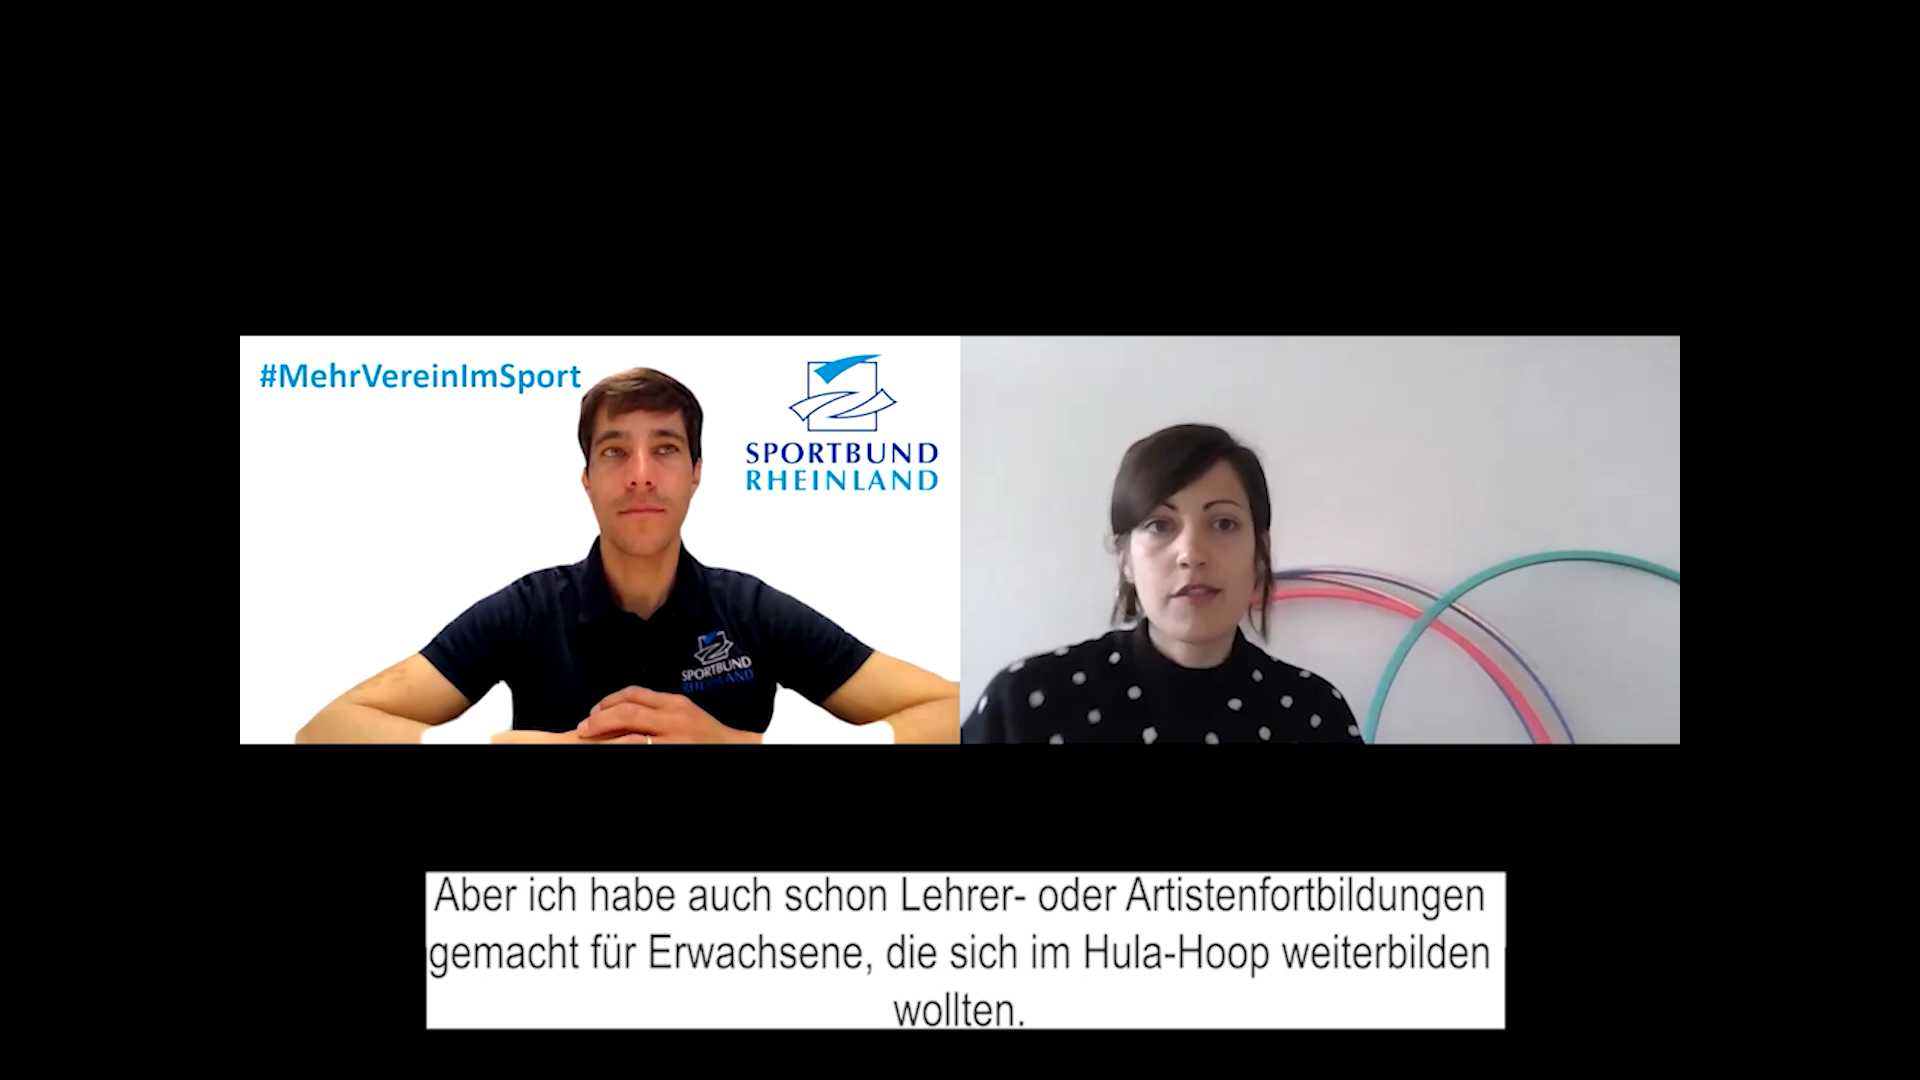 #MehrVereinImSport
SPORTBUND
RHEINLAND
SPORTBUND
RHEINLAND
Aber ich habe auch schon Lehrer- oder Artistenfortbildungen
gemacht für Erwachsene, die sich im Hula-Hoop weiterbilden
wollten.